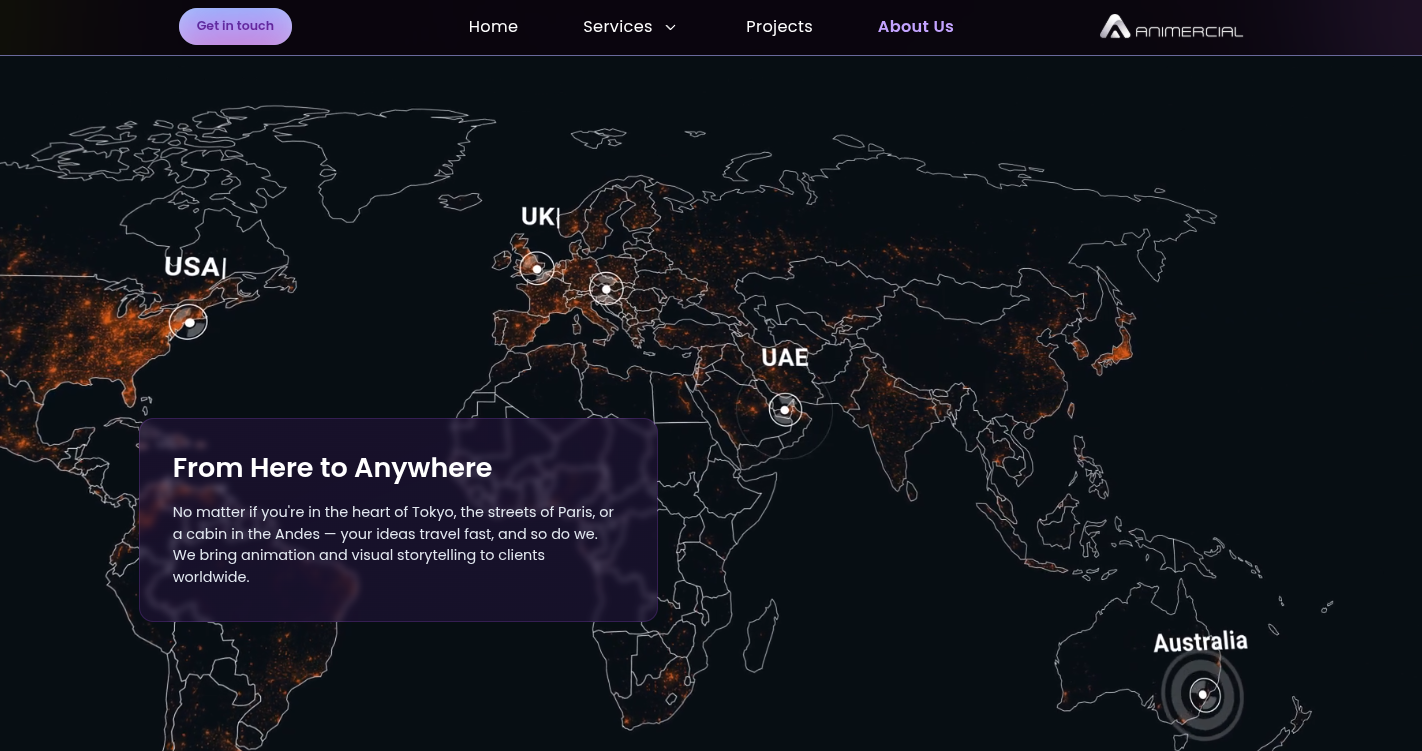 Get in touch
Home
Services
Projects
About Us
ANIMERCIAL
UK|
USA|
UAE
From Here to Anywhere
No matter if you're in the heart of Tokyo, the streets of Paris, or
a cabin in the Andes — your ideas travel fast, and so do we.
We bring animation and visual storytelling to clients
worldwide.
Australia